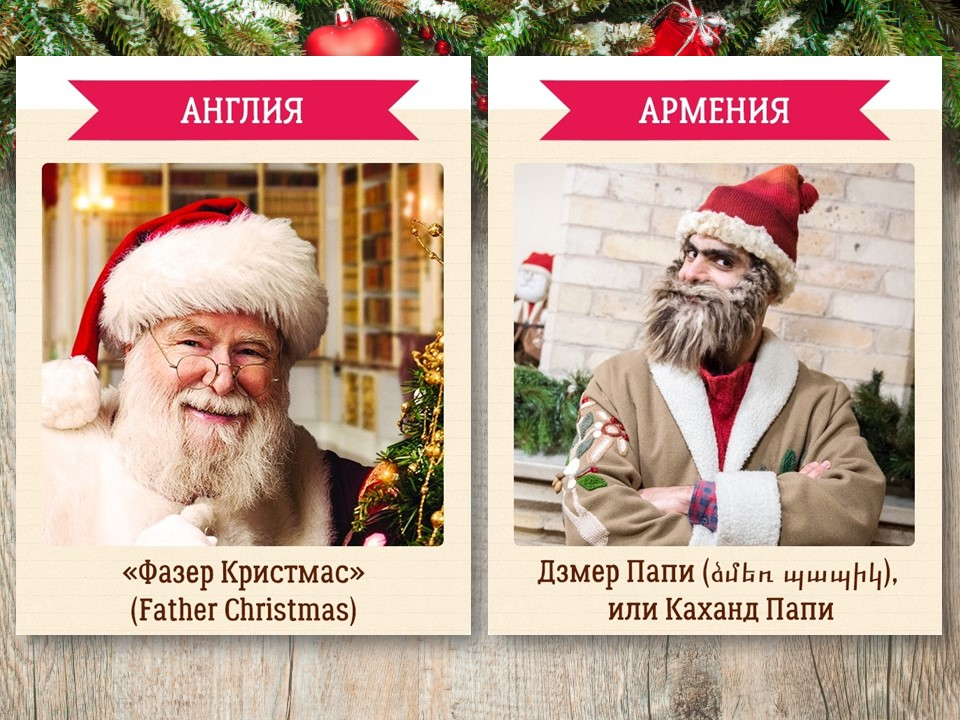 АНГЛИЯ
«Фазер Кристмас»
(Father Christmas)
АРМЕНИЯ
Дзмер Папи (ձմեռ պապիկ),
или Каханд Папи